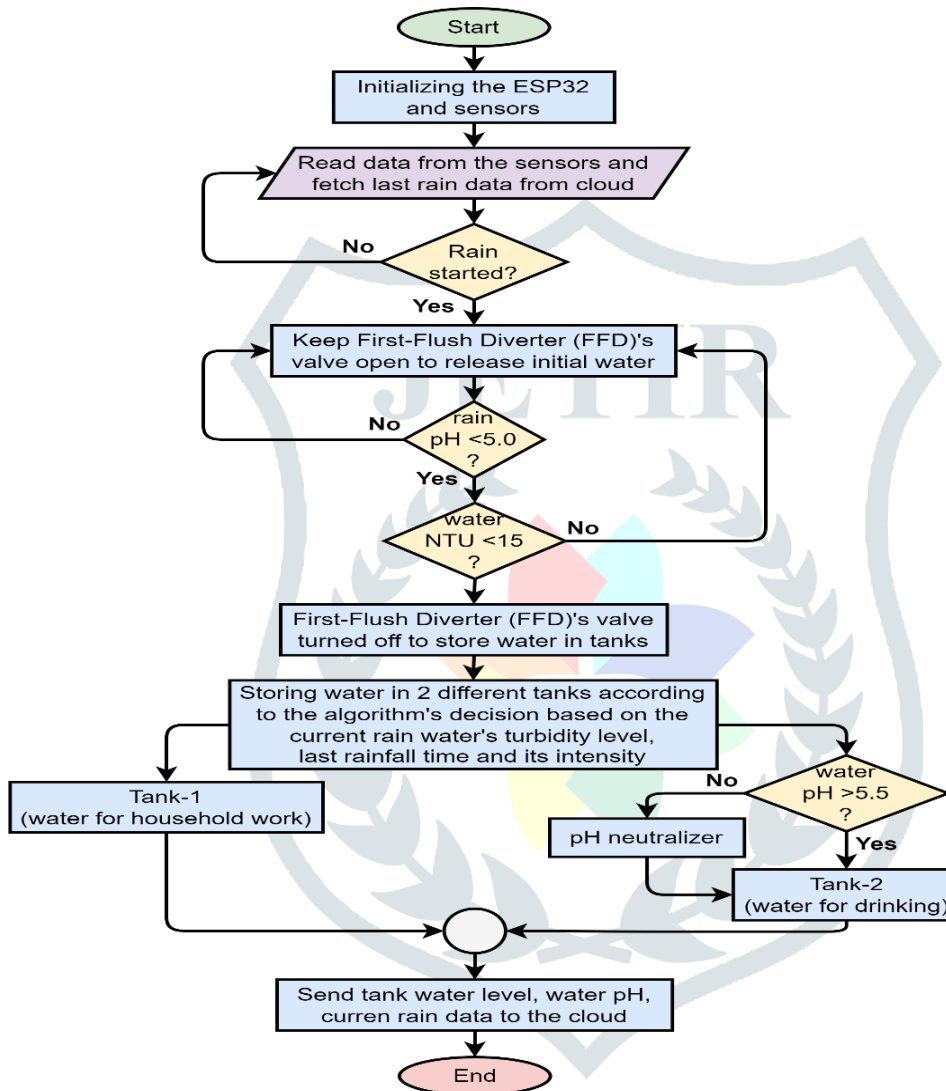 Start
Initializing the ESP32
and sensors
Read data from the sensors and
fetch last rain data from cloud
No
Rain
started?
Yes
Keep First-Flush Diverter (FFD)'s
valve open to release initial water
JETIR
rain
No
pH <5.0
?
Yes
water
No
NTU <15
?
First-Flush Diverter (FFD)'s valve
turned off to store water in tanks
Storing water in 2 different tanks according
to the algorithm's decision based on the
current rain water's turbidity level,
last rainfall time and its intensity
Tank-1
(water for household work)
No
water
pH >5.5
?
pH neutralizer
Yes
Tank-2
(water for drinking)
Send tank water level, water pH,
curren rain data to the cloud
End